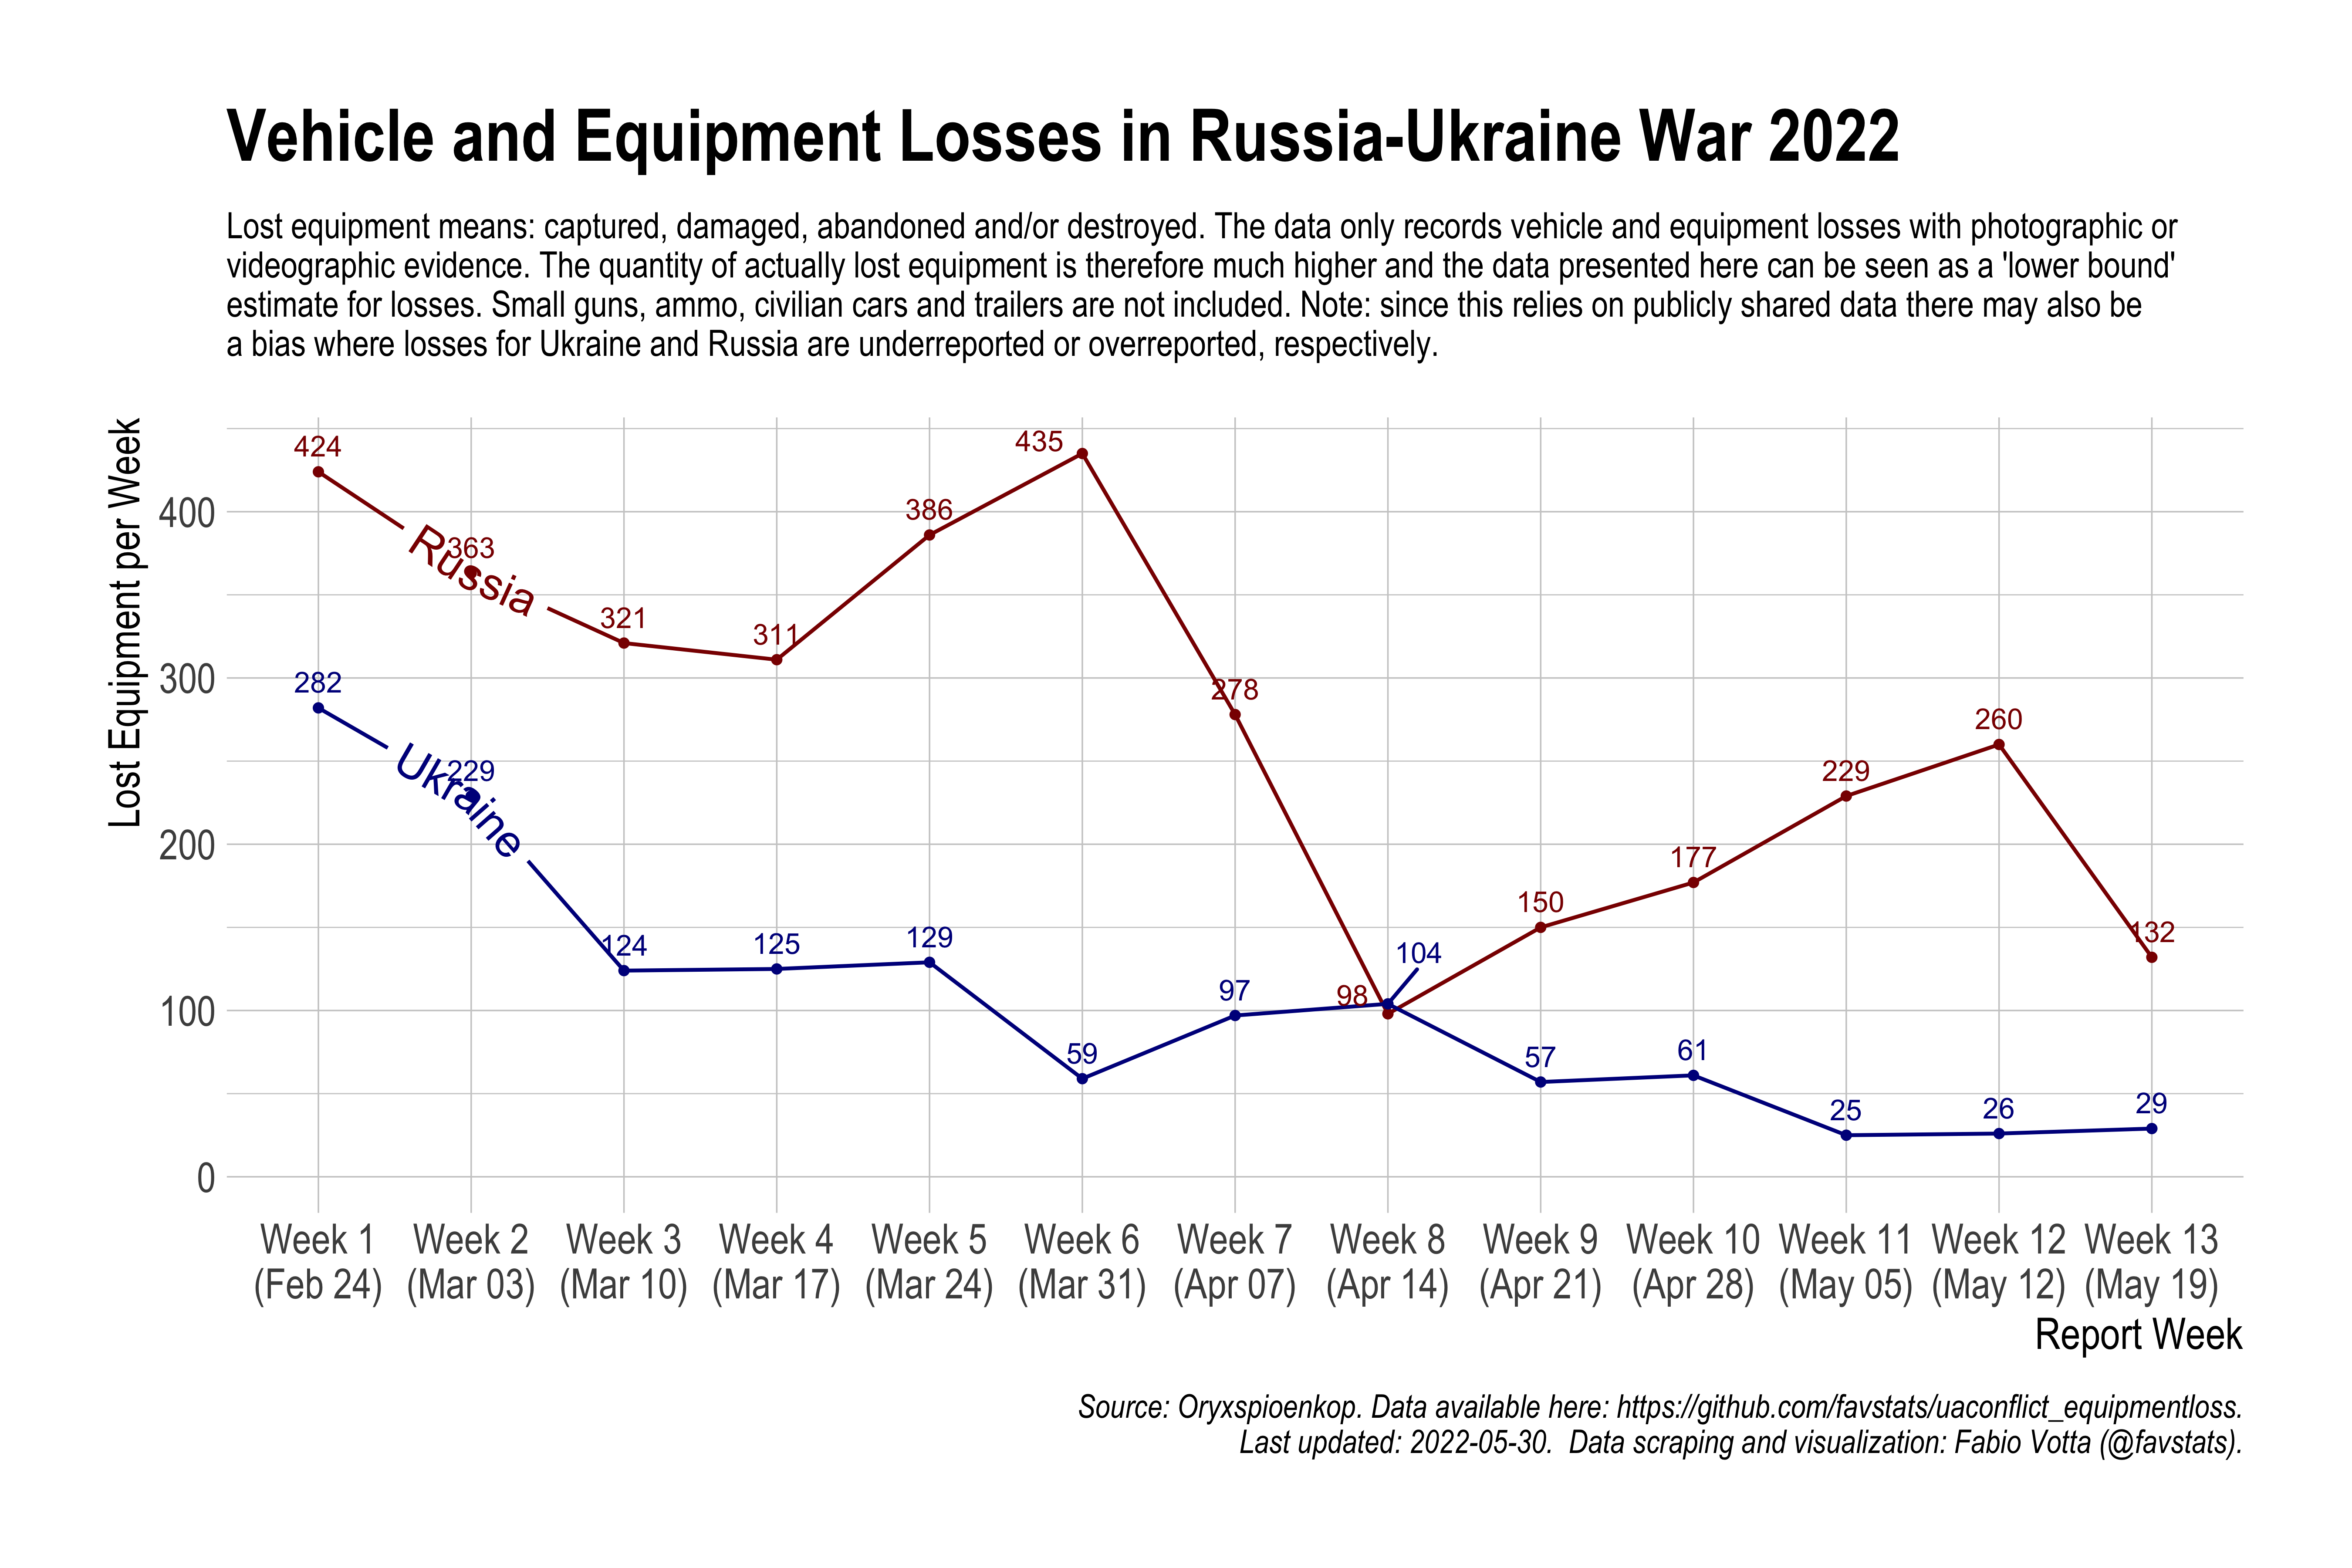 Vehicle and Equipment Losses in Russia-Ukraine War 2022
Lost equipment means: captured, damaged, abandoned and/or destroyed. The data only records vehicle and equipment losses with photographic or
videographic evidence. The quantity of actually lost equipment is therefore much higher and the data presented here can be seen as a 'lower bound'
estimate for losses. Small guns, ammo, civilian cars and trailers are not included. Note: since this relies on publicly shared data there may also be
a bias where losses for Ukraine and Russia are underreported or overreported, respectively.
Lost Equipment per Week
400
300
200
100
0
Russia
424
363
321
311
386
435
278
98
150
177
229
260
132
Ukraine
282
229
124
125
129
59
97
104
57
61
25
26
29
Week 1 Week 2 Week 3 Week 4 Week 5 Week 6 Week 7 Week 8 Week 9 Week 10 Week 11 Week 12 Week 13
(Feb 24) (Mar 03) (Mar 10) (Mar 17) (Mar 24) (Mar 31) (Apr 07) (Apr 14) (Apr 21) (Apr 28) (May 05) (May 12) (May 19)
Report Week
Source: Oryxspioenkop. Data available here: https://github.com/favstats/uaconflict_equipmentloss.
Last updated: 2022-05-30. Data scraping and visualization: Fabio Votta (@favstats).